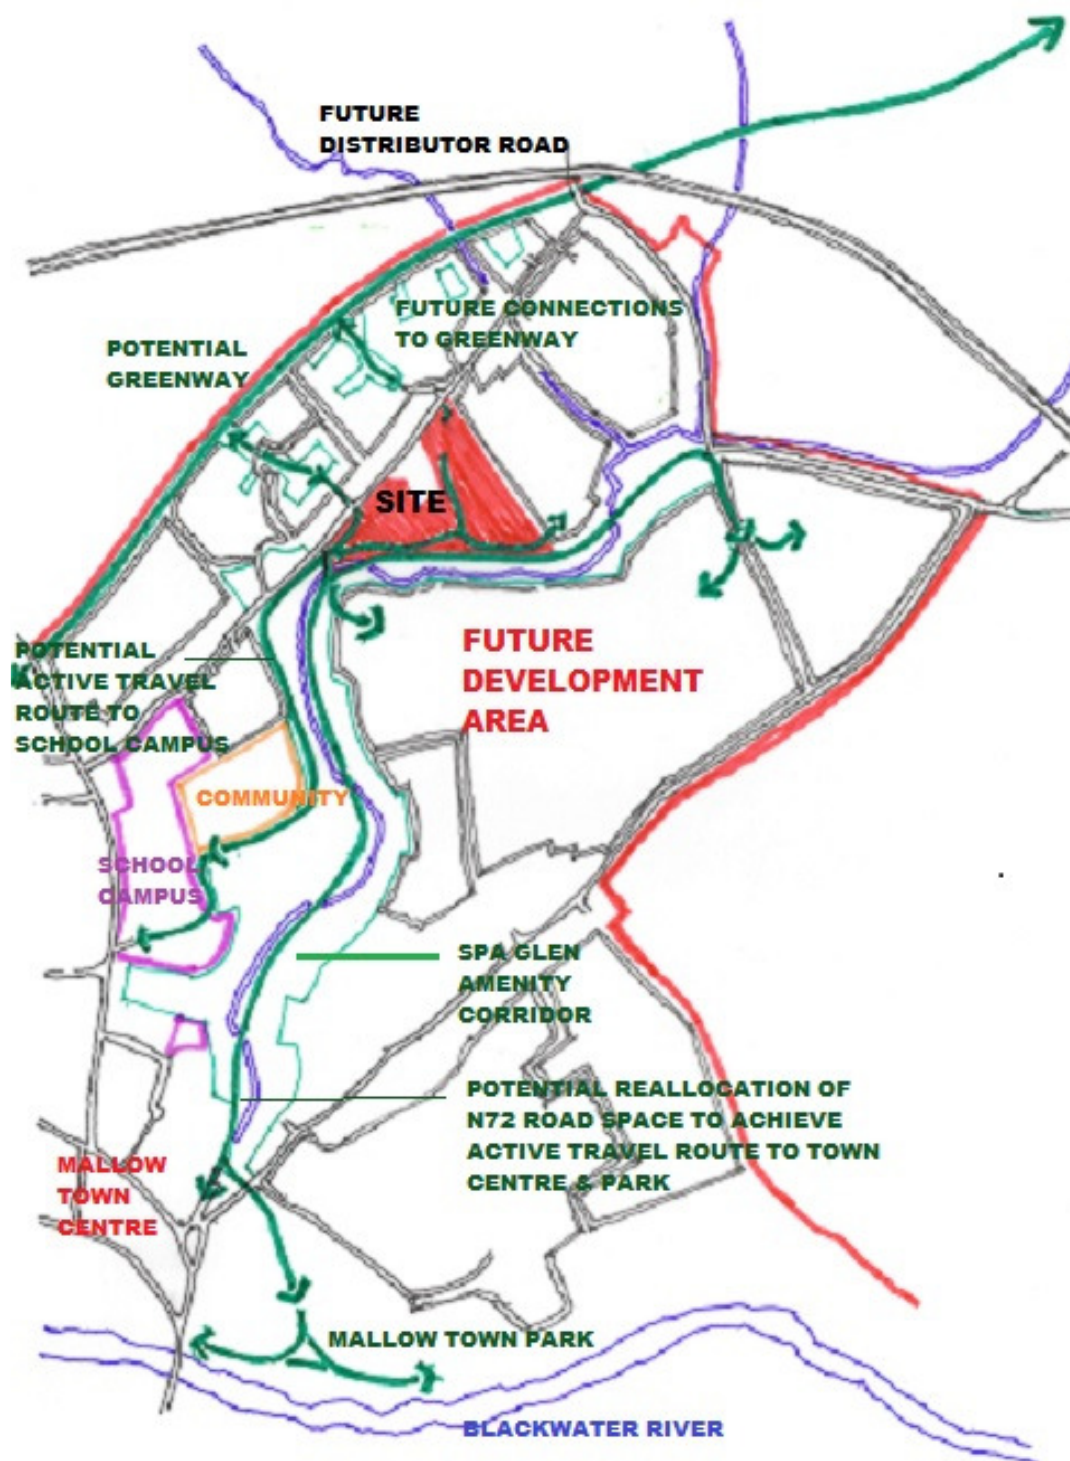 FUTURE
DISTRIBUTOR ROAD
FUTURE CONNECTIONS
TO GREENWAY
POTENTIAL
GREENWAY
SITE
FUTURE
DEVELOPMENT
AREA
POTENTIAL
ACTIVE TRAVEL
ROUTE TO
SCHOOL CAMPUS
COMMUNITY
SCHOOL
CAMPUS
SPA GLEN
AMENITY
CORRIDOR
POTENTIAL REALLOCATION OF
N72 ROAD SPACE TO ACHIEVE
ACTIVE TRAVEL ROUTE TO TOWN
CENTRE & PARK
MALLOW
TOWN
CENTRE
MALLOW TOWN PARK
BLACKWATER RIVER